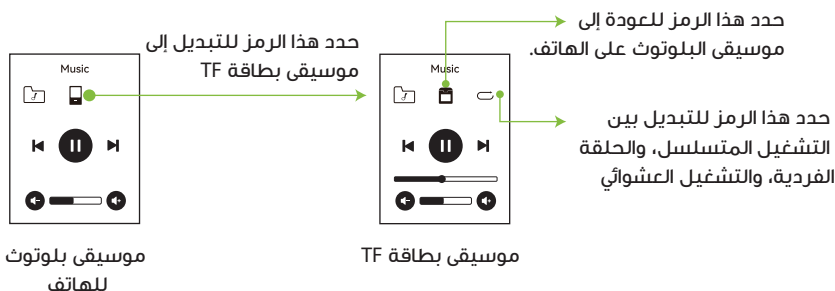 حدد هذا الرمز للعودة إلى
موسيقى البلوتوث على الهاتف.
حدد هذا الرمز للتبديل إلى
موسيقى بطاقة TF
Music
Music
حدد هذا الرمز للتبديل بين
التشغيل المتسلسل، والحلقة
الفردية، والتشغيل العشوائي
موسيقى بطاقة TF
موسيقى بلوتوث
للهاتف